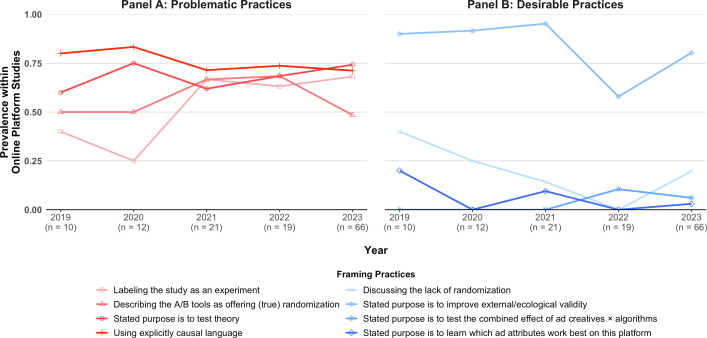 Panel A: Problematic Practices
Panel B: Desirable Practices
Prevalence within
Online Platform Studies
1.00
0.75
0.50
0.25
0.00
2019 2020 2021 2022 2023
(n = 10) (n = 12) (n = 21) (n = 19) (n = 66)
2019 2020 2021 2022 2023
(n = 10) (n = 12) (n = 21) (n = 19) (n = 66)
Year
Framing Practices
Labeling the study as an experiment
Describing the A/B tools as offering (true) randomization
Stated purpose is to test theory
Using explicitly causal language
Discussing the lack of randomization
Stated purpose is to improve external/ecological validity
Stated purpose is to test the combined effect of ad creatives × algorithms
Stated purpose is to learn which ad attributes work best on this platform